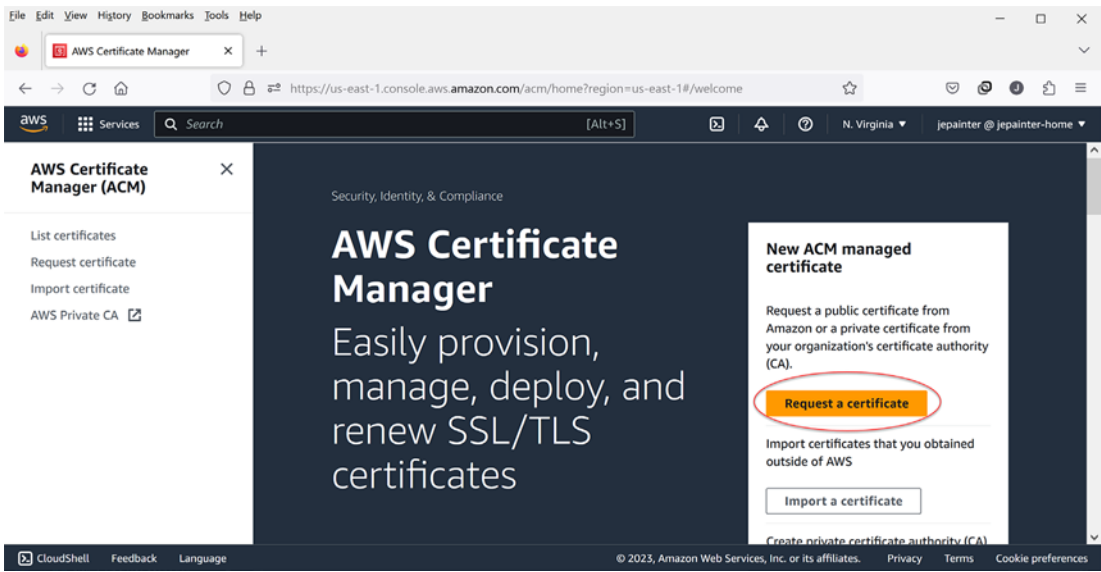 File Edit View History Bookmarks Tools Help
AWS Certificate Manager
https://us-east-1.console.aws.amazon.com/acm/home?region=us-east-1#/welcome
aws Services Search [Alt+S] N. Virginia jepainter @ jepainter-home
AWS Certificate
Manager (ACM)
List certificates
Request certificate
Import certificate
AWS Private CA
Security, Identity, & Compliance
AWS Certificate
Manager
Easily provision,
manage, deploy, and
renew SSL/TLS
certificates
New ACM managed
certificate
Request a public certificate from
Amazon or a private certificate from
your organization's certificate authority
(CA).
Request a certificate
Import certificates that you obtained
outside of AWS
Import a certificate
Create private certificate authority (CA)
CloudShell Feedback Language © 2023, Amazon Web Services, Inc. or its affiliates. Privacy Terms Cookie preferences